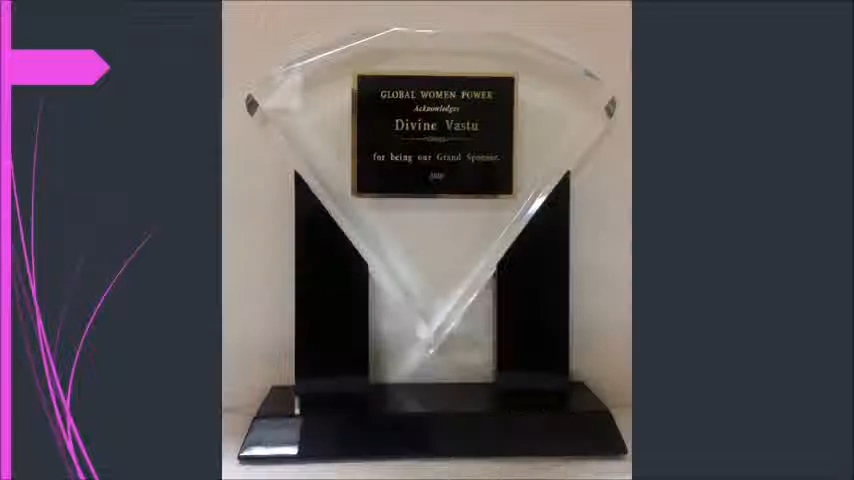 GLOBAL WOMEN POWER
Acknowledges
Divine Vastu
for being our Grand Sponsor.